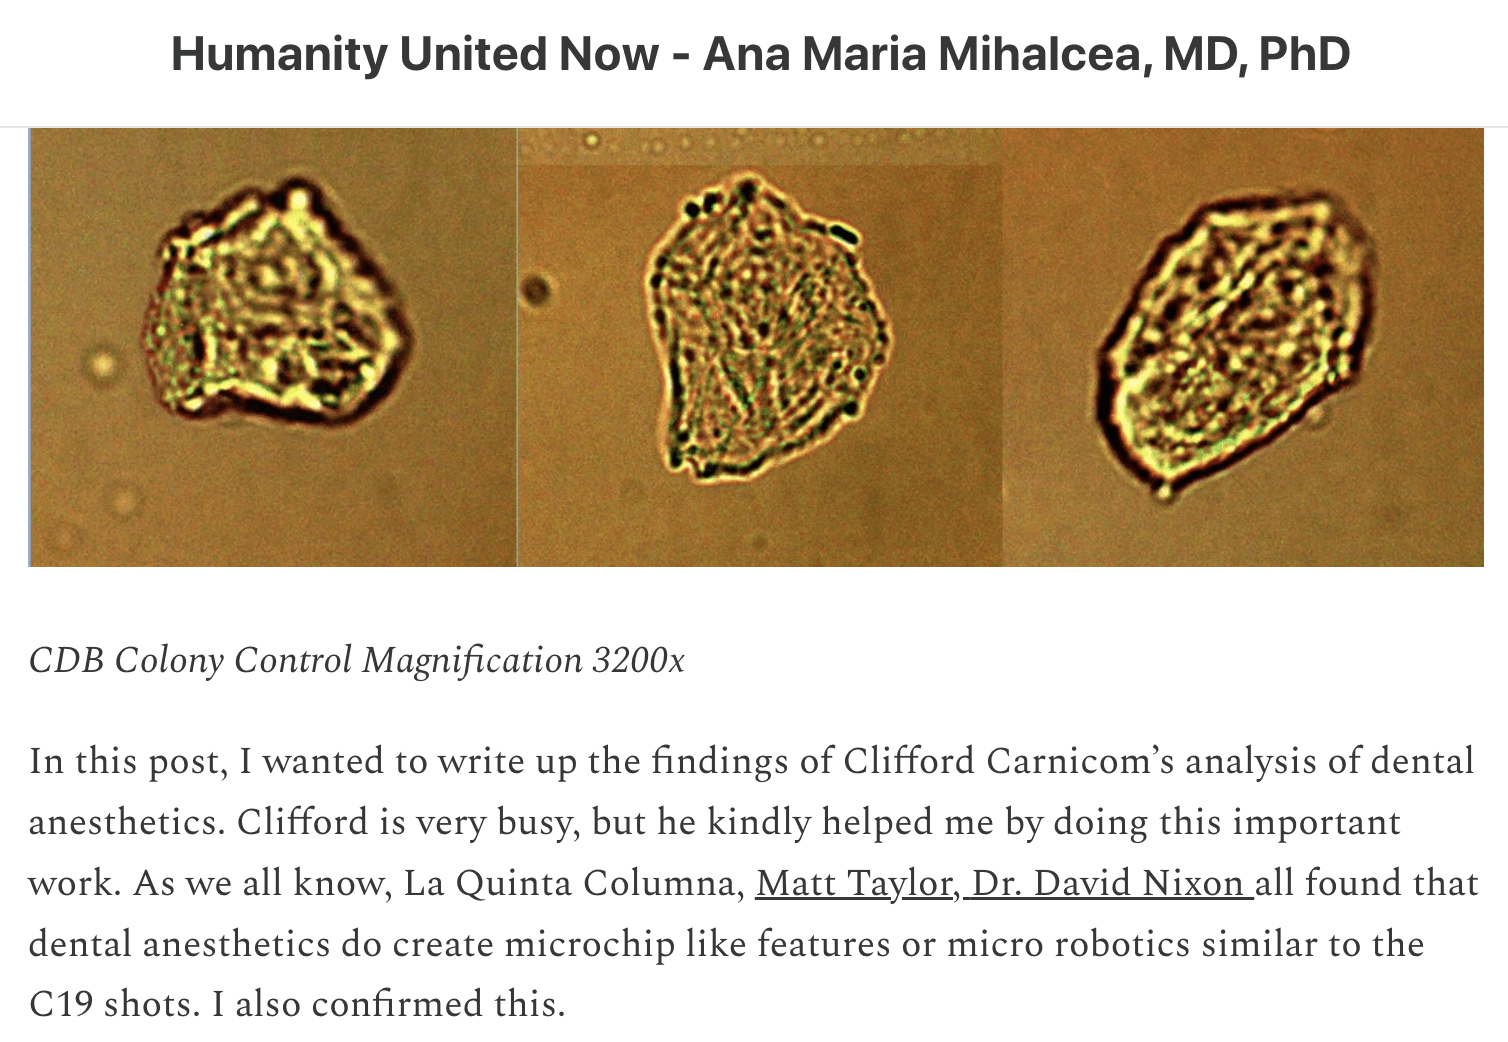 Humanity United Now - Ana Maria Mihalcea, MD, PhD
CDB Colony Control Magnification 3200x
In this post, I wanted to write up the findings of Clifford Carnicom’s analysis of dental
anesthetics. Clifford is very busy, but he kindly helped me by doing this important
work. As we all know, La Quinta Columna, Matt Taylor, Dr. David Nixon all found that
dental anesthetics do create microchip like features or micro robotics similar to the
C19 shots. I also confirmed this.